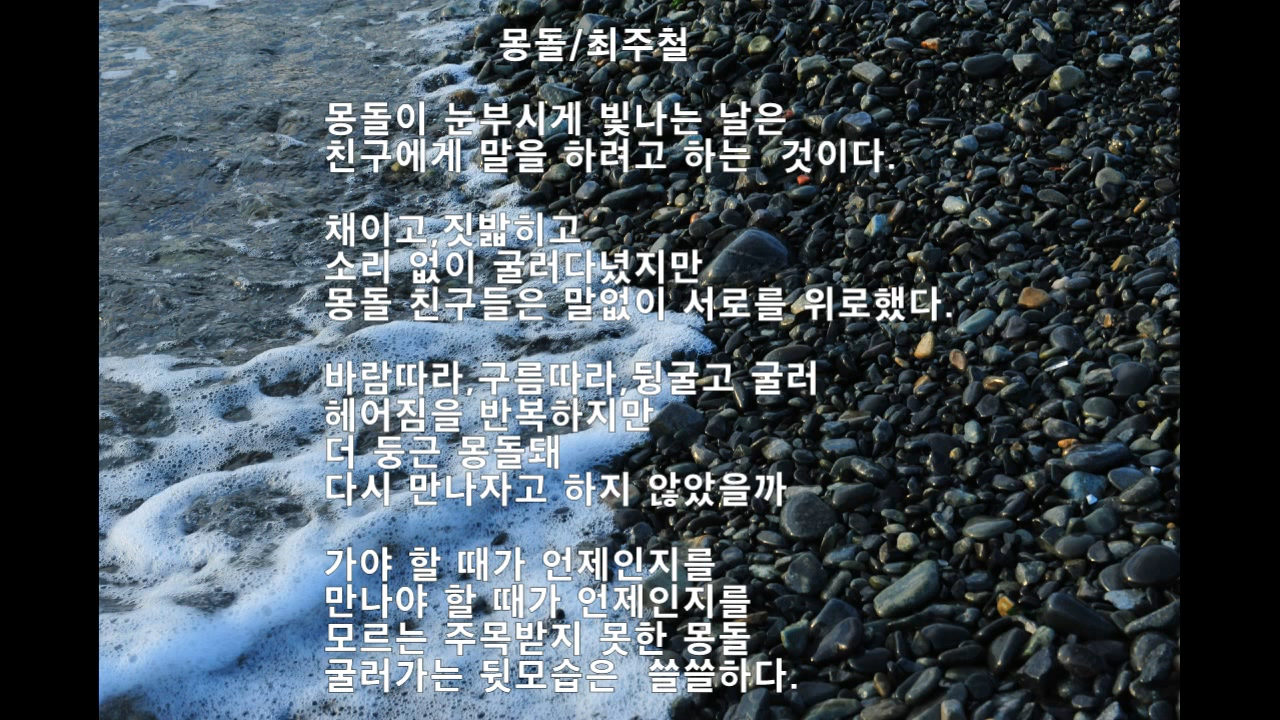 몽돌/최주철
몽돌이 눈부시게 빛나는 날은
친구에게 말을 하려고 하는 것이다.
채이고,짓밟히고
소리 없이 굴러다녔지만
몽돌 친구들은 말없이 서로를 위로했다.
바람따라,구름따라,뒹굴고 굴러
헤어짐을 반복하지만
더 둥근 몽돌돼
다시 만나자고 하지 않았을까
가야 할 때가 언제인지를
만나야 할 때가 언제인지를
모르는 주목받지 못한 몽돌
굴러가는 뒷모습은 쓸쓸하다.